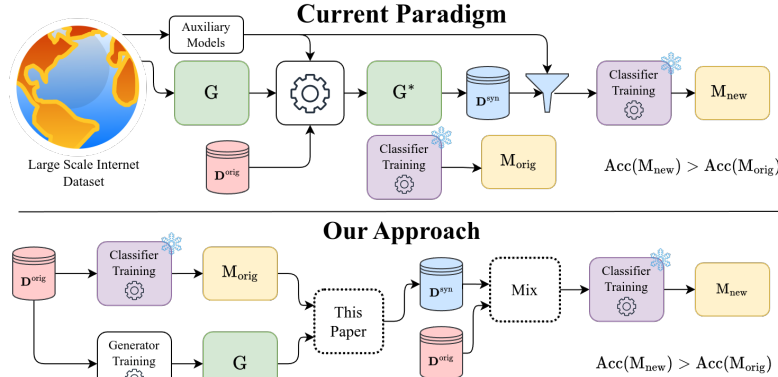 Current Paradigm
Auxiliary
Models
G
G*
D^syn
Classifier
Training
M_new
Large Scale Internet
Dataset
D^orig
Classifier
Training
M_orig
Acc(M_new) > Acc(M_orig)
Our Approach
D^orig
Classifier
Training
M_orig
This
Paper
D^syn
Mix
Classifier
Training
M_new
Generator
Training
G
D^orig
Acc(M_new) > Acc(M_orig)